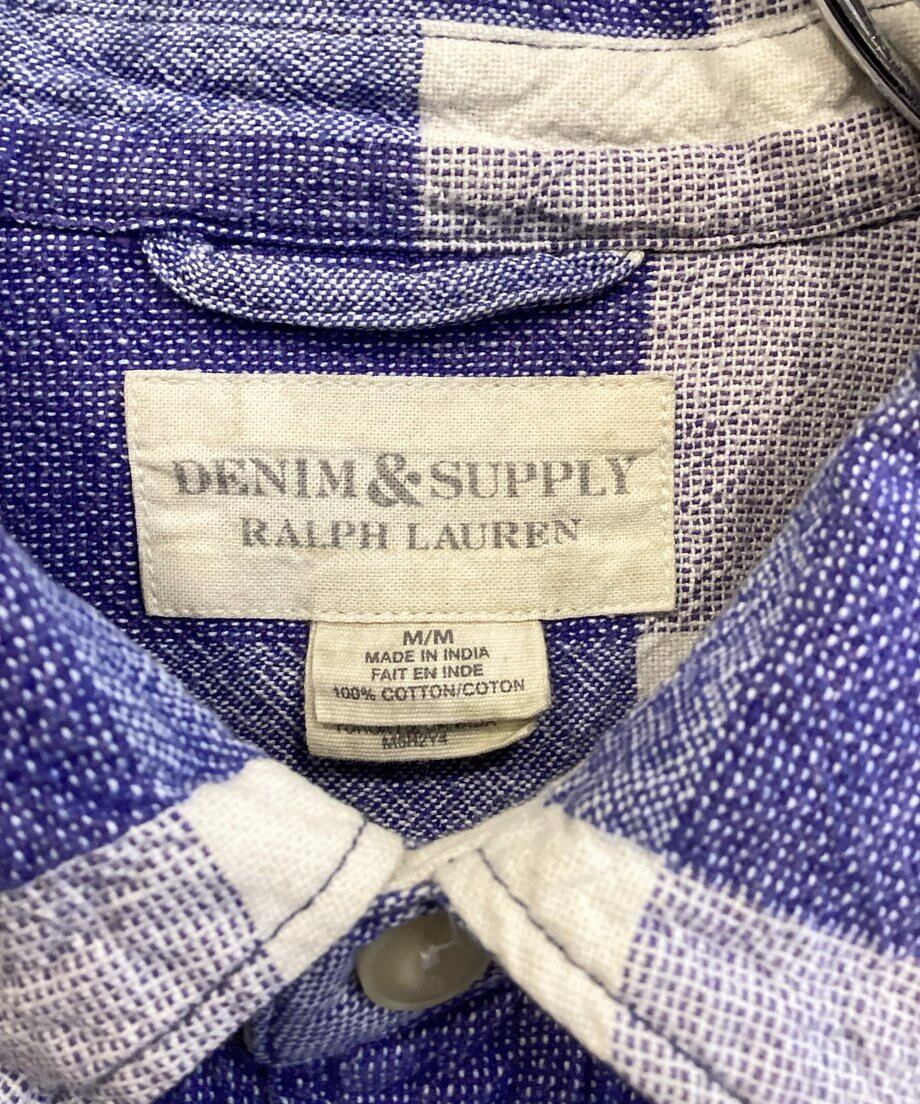 DENIM & SUPPLY
RALPH LAUREN
M/M
MADE IN INDIA
FAIT EN INDE
100% COTTON/COTON